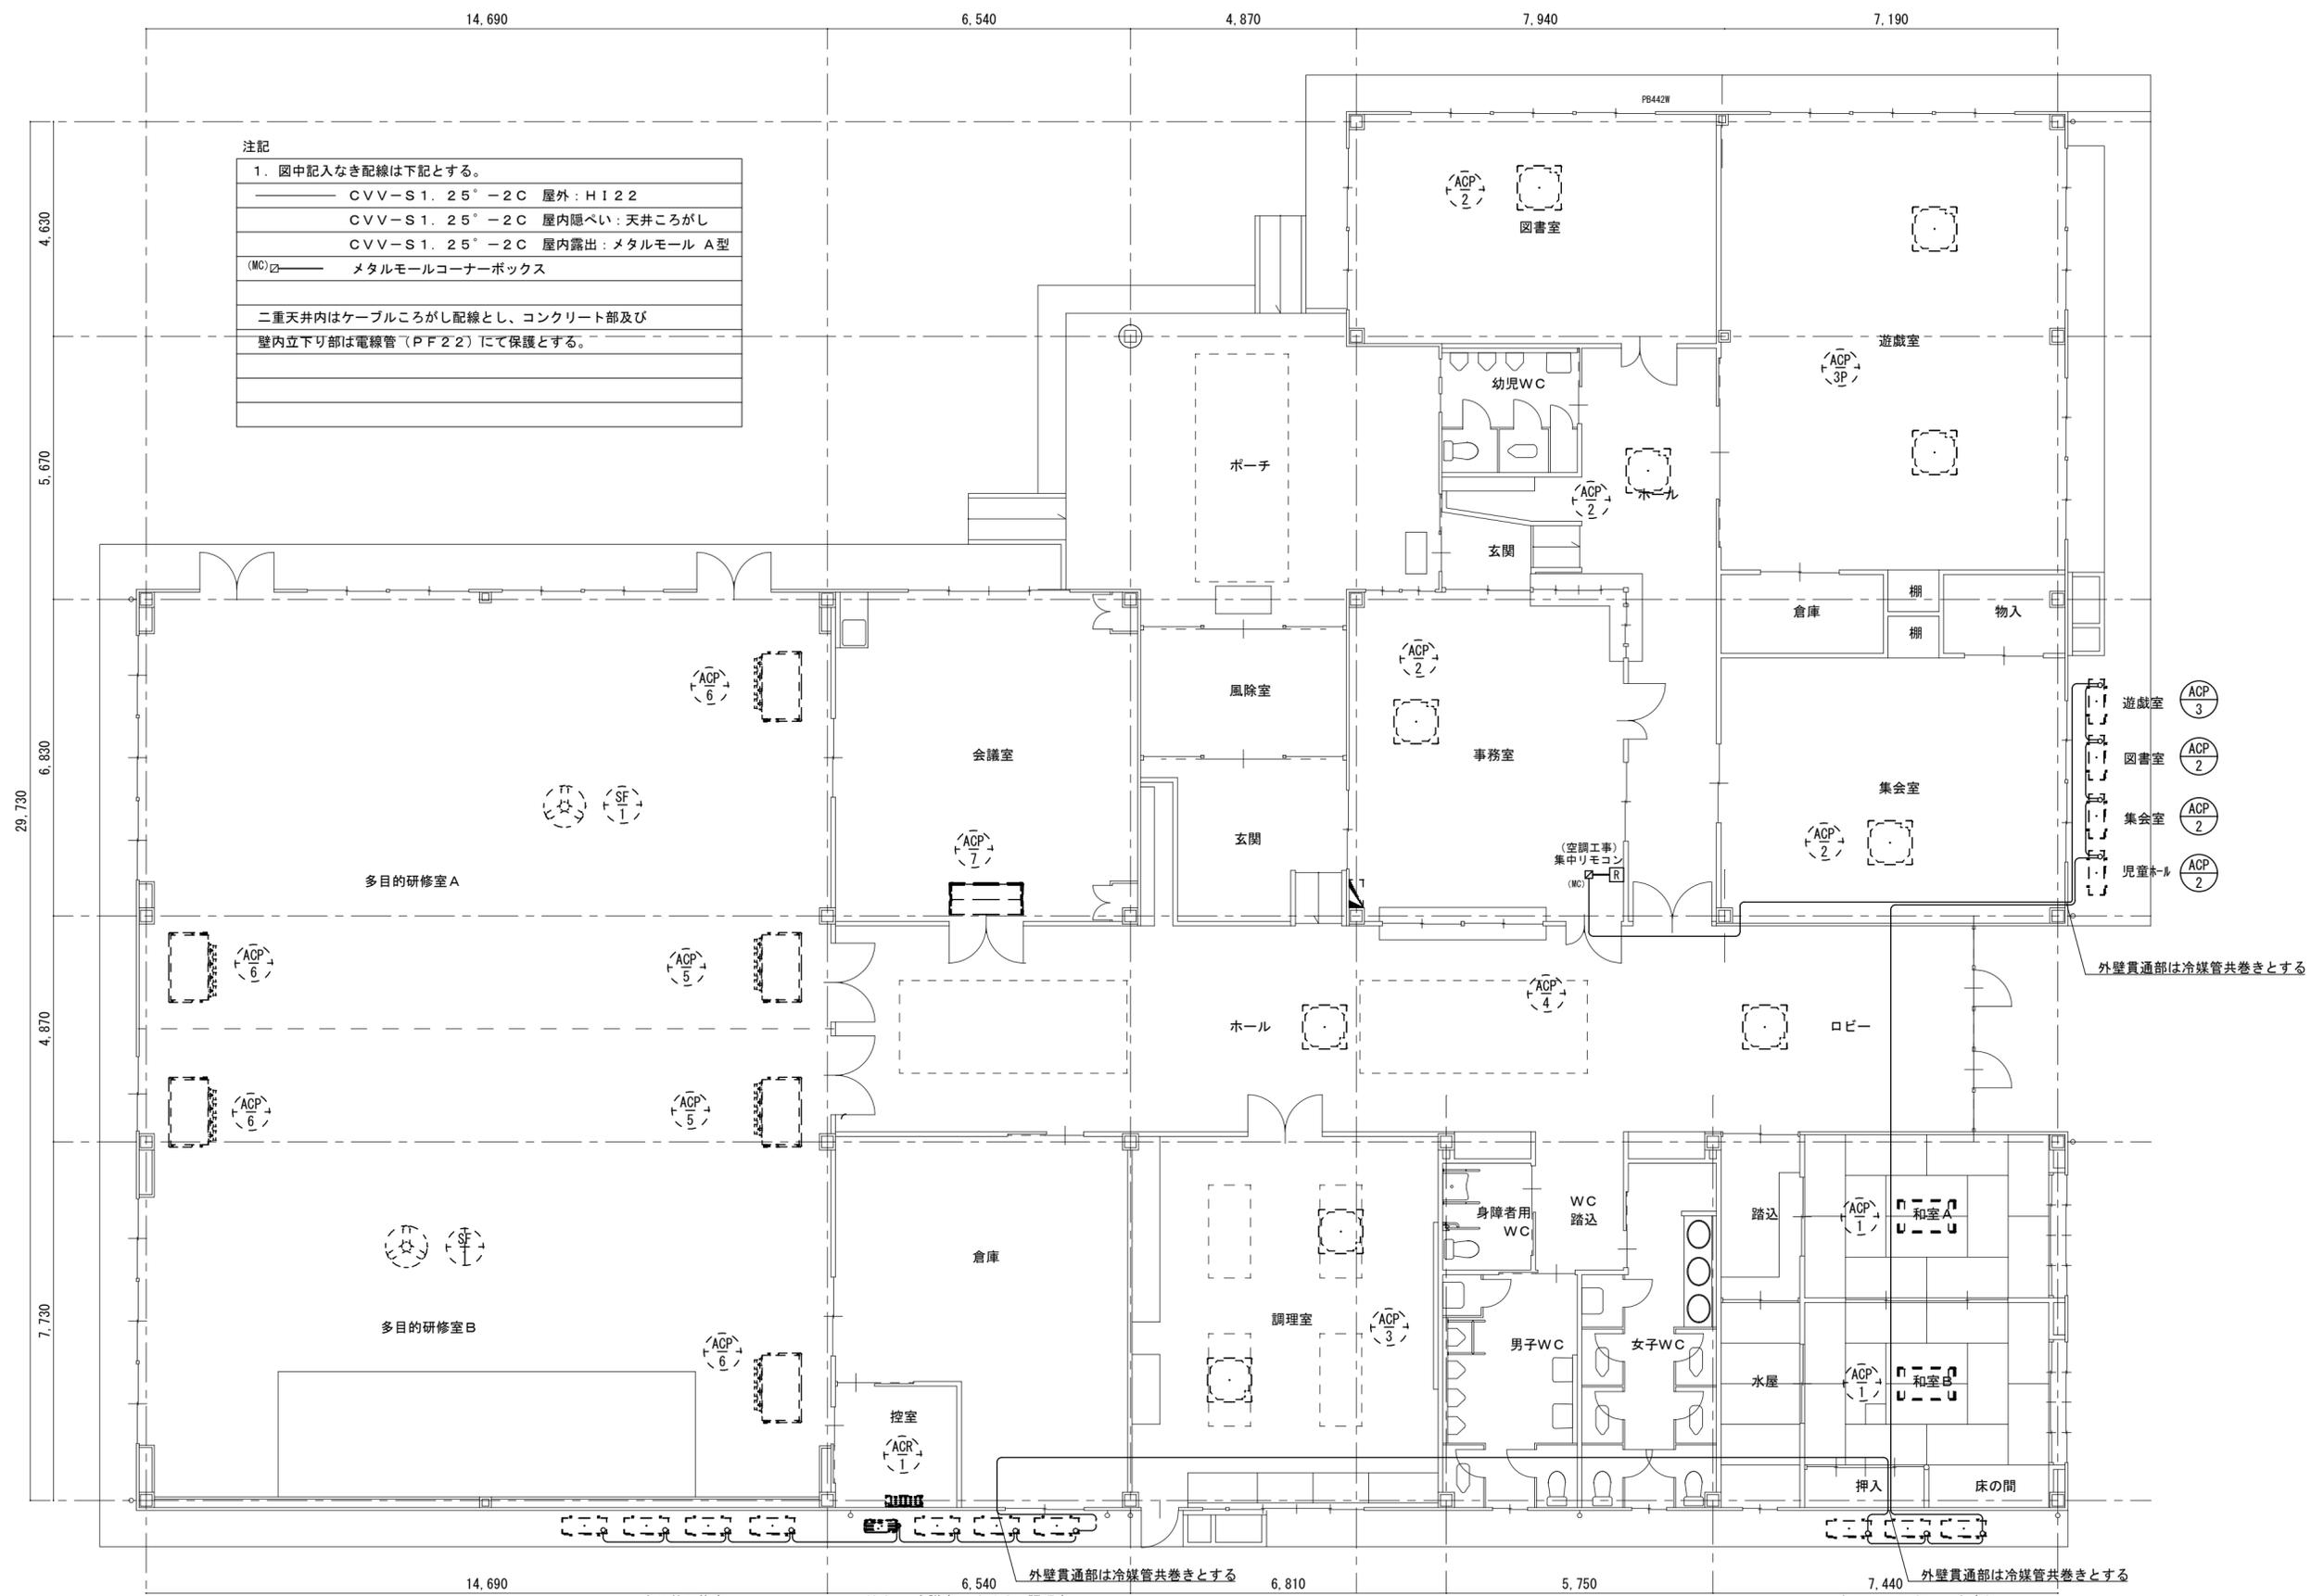 14,690
6,540
4,870
7,940
7,190
PB442W
注記
1. 図中記入なき配線は下記とする。
CVV-S1.25°-2C 屋外:HI22
CVV-S1.25°-2C 屋内隠ぺい:天井ころがし
CVV-S1.25°-2C 屋内露出:メタルモール A型
(MC) メタルモールコーナーボックス
二重天井内はケーブルころがし配線とし、コンクリート部及び
壁内立下り部は電線管(PF22)にて保護とする。
4,630
5,670
6,830
4,870
7,730
29,730
ACP
2
図書室
遊戯室
ACP
3P
幼児WC
ポーチ
ACP
2
ホール
玄関
倉庫
棚
棚
物入
ACP
6
ACP
2
風除室
会議室
事務室
SF
1
ACP
7
玄関
集会室
ACP
2
(空調工事)
集中リモコン
(MC)
R
多目的研修室A
遊戯室
ACP
3
図書室
ACP
2
集会室
ACP
2
児童ホール
ACP
2
外壁貫通部は冷媒管共巻きとする
ACP
6
ACP
5
ACP
4
ホール
ロビー
ACP
6
ACP
5
SF
1
倉庫
多目的研修室B
ACP
6
調理室
ACP
3
身障者用
WC
WC
踏込
男子WC
女子WC
踏込
ACP
1
和室A
水屋
ACP
1
和室B
押入
床の間
控室
ACR
1
外壁貫通部は冷媒管共巻きとする
外壁貫通部は冷媒管共巻きとする
14,690
6,540
6,810
5,750
7,440